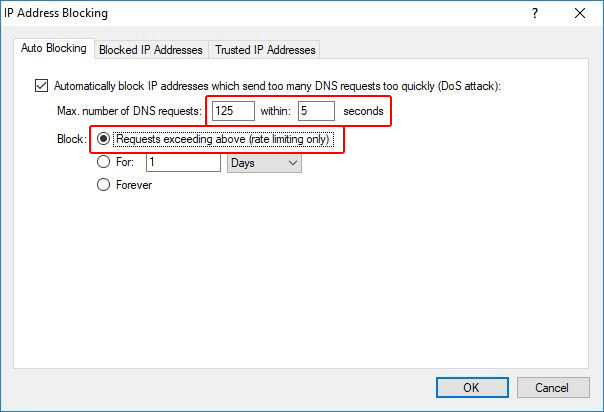 IP Address Blocking ? ×
Auto Blocking Blocked IP Addresses Trusted IP Addresses
Automatically block IP addresses which send too many DNS requests too quickly (DoS attack):
Max. number of DNS requests: 125 within: 5 seconds
Block: Requests exceeding above (rate limiting only)
For: 1 Days
Forever
OK Cancel